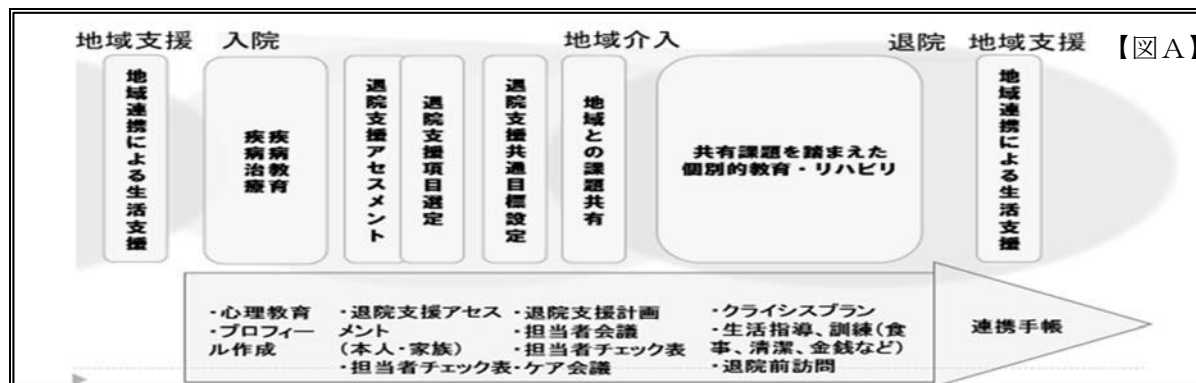 地域支援 入院 地域介入 退院 地域支援 【図A】
地域連携による生活支援
疾病教育
疾病治療
退院支援アセスメント
退院支援項目選定
退院支援共通目標設定
地域との課題共有
共有課題を踏まえた
個別的教育・リハビリ
地域連携による生活支援
・心理教育
・プロフィー
ル作成
・退院支援アセス
メント
(本人・家族)
・担当者チェック表
・退院支援計画
・担当者会議
・担当者チェック表
・ケア会議
・クライシスプラン
・生活指導、訓練(食
事、清潔、金銭など)
・退院前訪問
連携手帳